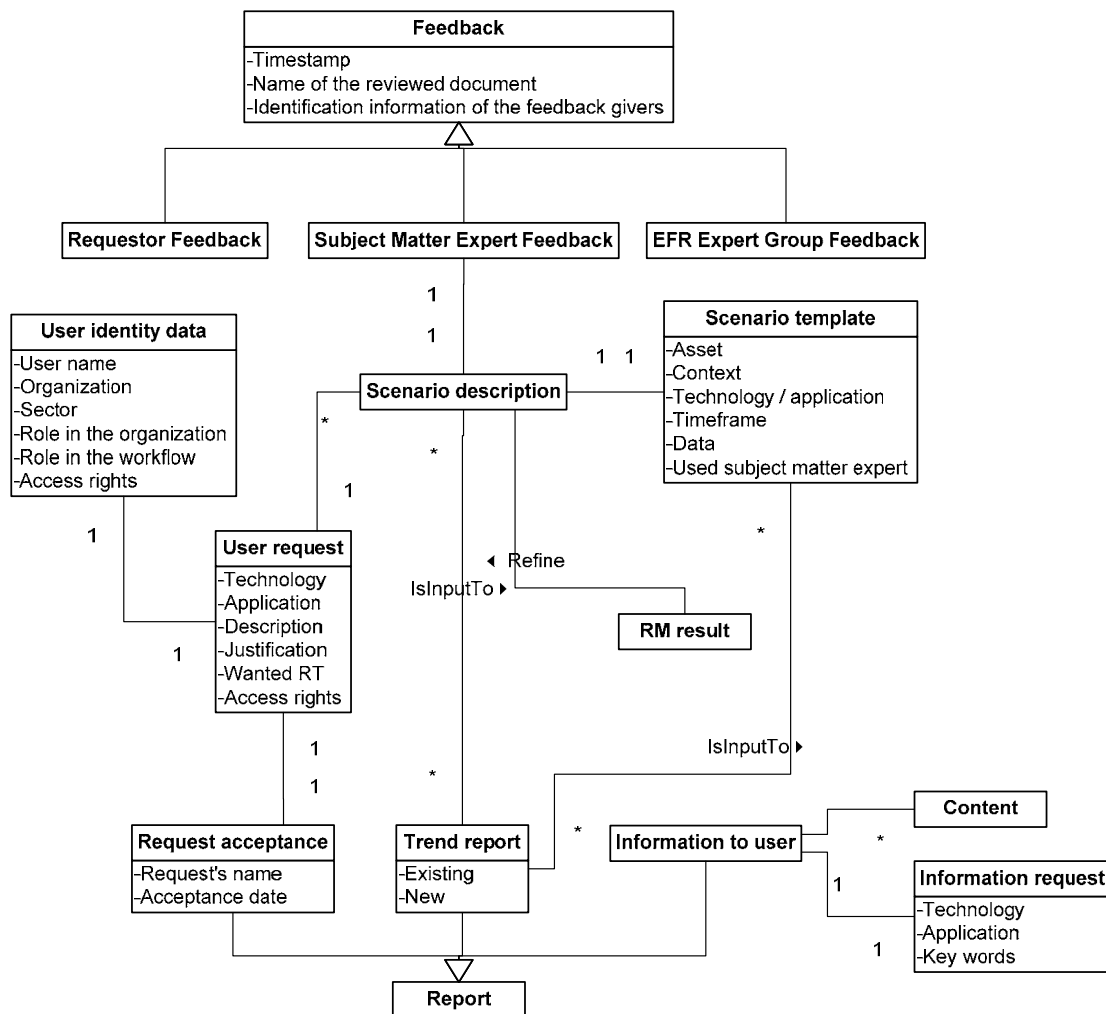 Feedback
-Timestamp
-Name of the reviewed document
-Identification information of the feedback givers
Requestor Feedback
Subject Matter Expert Feedback
EFR Expert Group Feedback
1
1
User identity data
-User name
-Organization
-Sector
-Role in the organization
-Role in the workflow
-Access rights
Scenario template
-Asset
-Context
-Technology / application
-Timeframe
-Data
-Used subject matter expert
1 1
Scenario description
*
*
1
1
*
User request
-Technology
-Application
-Description
-Justification
-Wanted RT
-Access rights
◄ Refine
IsInputTo ►
RM result
1
1
1
IsInputTo ►
*
*
Request acceptance
-Request's name
-Acceptance date
Trend report
-Existing
-New
Information to user
Content
*
1
Information request
-Technology
-Application
-Key words
1
Report